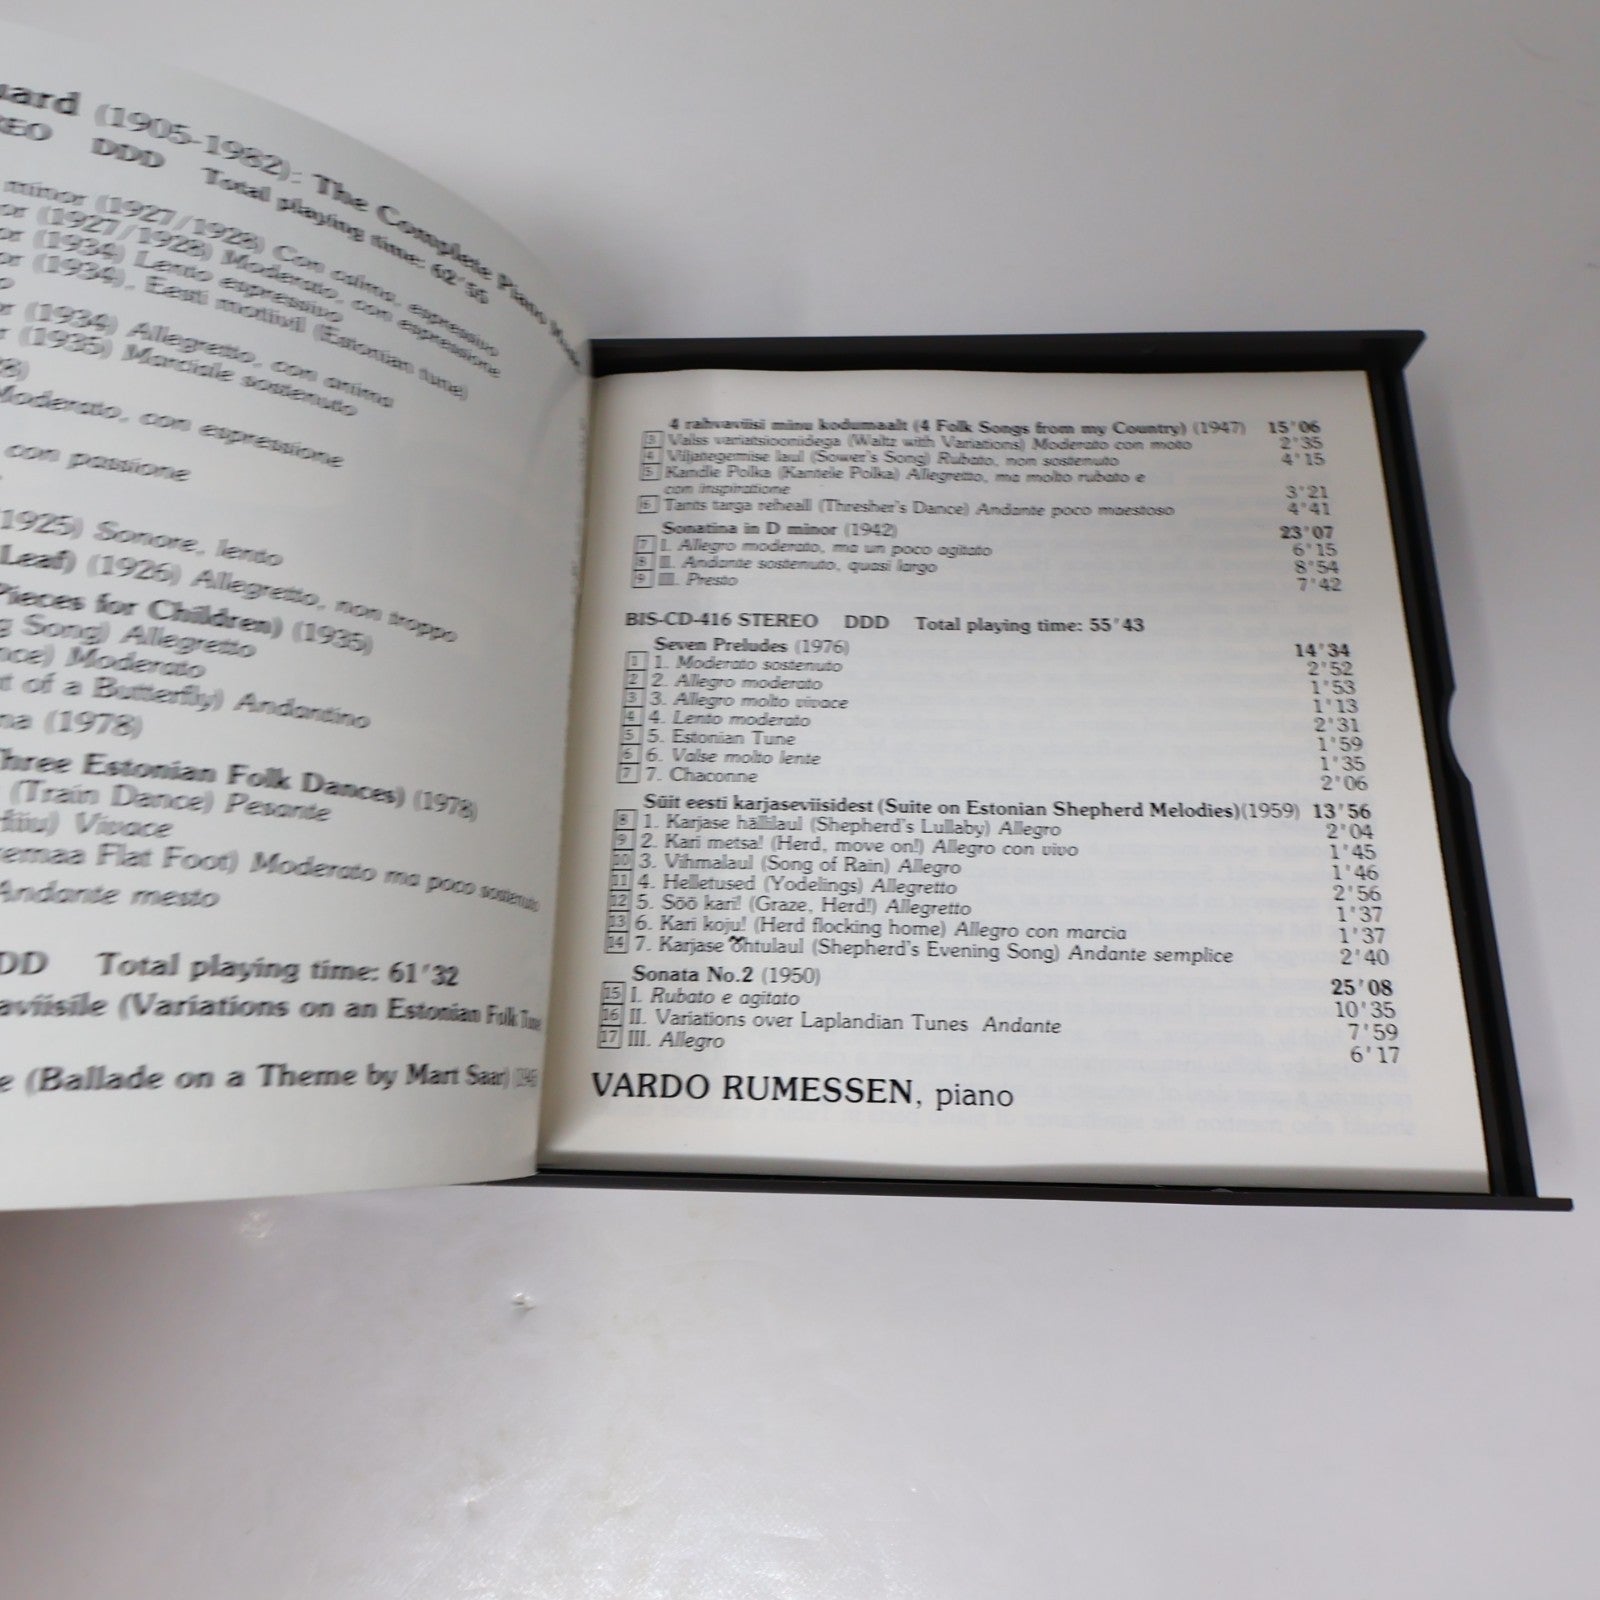 (1905-1982): The Complete Piano
DDD Total playing time: 62'55
minor (1927/1928) Con calma, espressivo
(1927/1928) Moderato, con espressione
(1934) Lento espressivo
(1934), Eesti motiivil (Estonian tune)
(1934) Allegretto, con anima
(1935) Marciale sostenuto
Moderato, con espressione
con passione
(1925) Sonore, lento
Leaf) (1926) Allegretto, non troppo
Pieces for Children) (1935)
Song) Allegretto
Moderato
of a Butterfly) Andantino
(1978)
Three Estonian Folk Dances) (1978)
(Train Dance) Pesante
Vivace
Flat Foot) Moderato ma poco sostenuto
Andante mesto
DDD Total playing time: 61'32
(Variations on an Estonian Folk Tune
(Ballade on a Theme by Mart Saar)
4 rahvaviisi minu kodumaalt (4 Folk Songs from my Country) (1947) 15'06
3 Valss variatsioonidega (Waltz with Variations) Moderato con moto 2'35
4 Viljategemise laul (Sower's Song) Rubato, non sostenuto 4'15
5 Kandle Polka (Kantele Polka) Allegretto, ma molto rubato e
con inspiratione 3'21
6 Tants targa reheall (Thresher's Dance) Andante poco maestoso 4'41
Sonatina in D minor (1942) 23'07
7 I. Allegro moderato, ma un poco agitato 6'15
8 II. Andante sostenuto, quasi largo 8'54
9 III. Presto 7'42
BIS-CD-416 STEREO DDD Total playing time: 55'43
Seven Preludes (1976) 14'34
1 1. Moderato sostenuto 2'52
2 2. Allegro moderato 1'53
3 3. Allegro molto vivace 1'13
4 4. Lento moderato 2'31
5 5. Estonian Tune 1'59
6 6. Valse molto lente 1'35
7 7. Chaconne 2'06
Süit eesti karjaseviisidest (Suite on Estonian Shepherd Melodies)(1959) 13'56
8 1. Karjase hällilaul (Shepherd's Lullaby) Allegro 2'04
9 2. Kari metsa! (Herd, move on!) Allegro con vivo 1'45
10 3. Vihmalaul (Song of Rain) Allegro 1'46
11 4. Helletused (Yodelings) Allegretto 2'56
12 5. Söö kari! (Graze, Herd!) Allegretto 1'37
13 6. Kari koju! (Herd flocking home) Allegro con marcia 1'37
14 7. Karjase õhtulaul (Shepherd's Evening Song) Andante semplice 2'40
Sonata No.2 (1950) 25'08
15 I. Rubato e agitato 10'35
16 II. Variations over Laplandian Tunes Andante 7'59
17 III. Allegro 6'17
VARDO RUMESSEN, piano